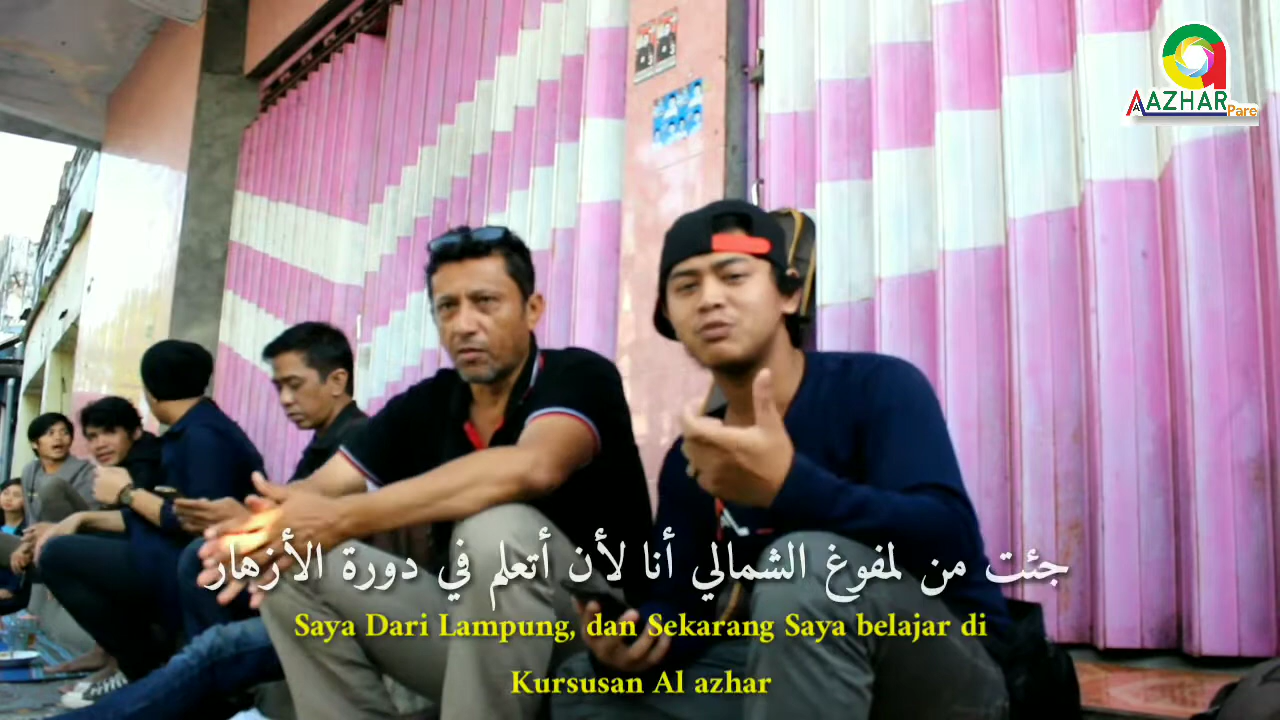 AAZHAR
Pare
جئت من لمفوغ الشمالي أنا لأن أتعلم في دورة الأزهار
Saya Dari Lampung, dan Sekarang Saya belajar di
Kursusan Al azhar